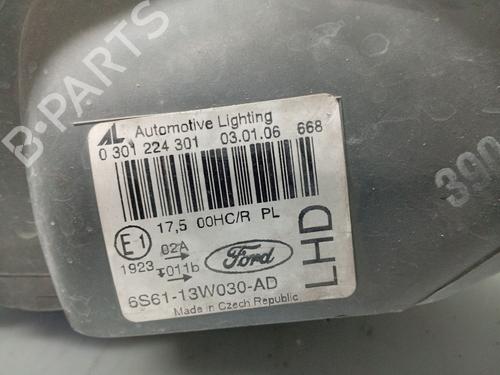 B-PARTS
AL Automotive Lighting
0 301 224 301 03.01.06 668
17,5 00HC/R PL
E1 02A
1923 1011b
Ford
LHD
6S61-13W030-AD
Made in Czech Republic
390